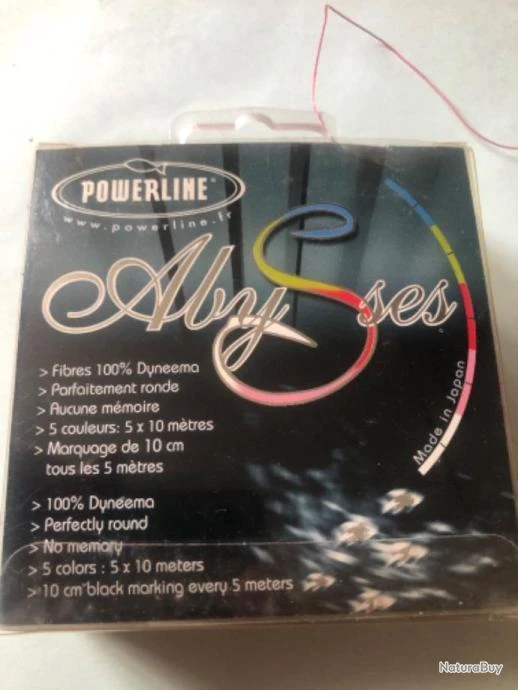 POWERLINE®
www.powerline.fr
AbySses
> Fibres 100% Dyneema
> Parfaitement ronde
> Aucune mémoire
> 5 couleurs: 5 x 10 mètres
> Marquage de 10 cm
tous les 5 mètres
Made in Japan
> 100% Dyneema
> Perfectly round
> No memory
> 5 colors : 5 x 10 meters
> 10 cm black marking every 5 meters
NaturaBuy